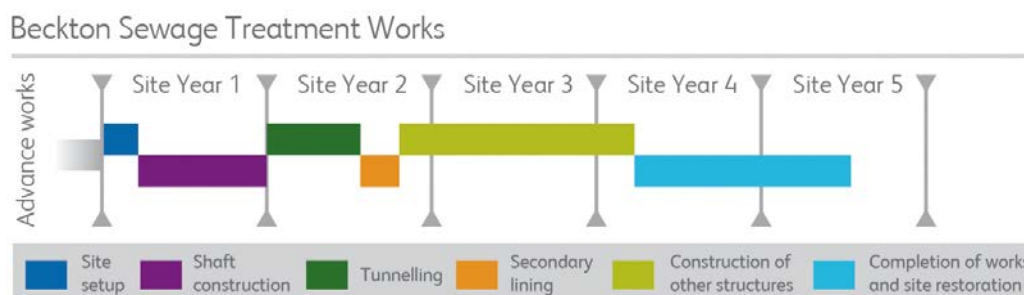 Beckton Sewage Treatment Works
Advance works
Site Year 1
Site Year 2
Site Year 3
Site Year 4
Site Year 5
Site
setup
Shaft
construction
Tunnelling
Secondary
lining
Construction of
other structures
Completion of works
and site restoration